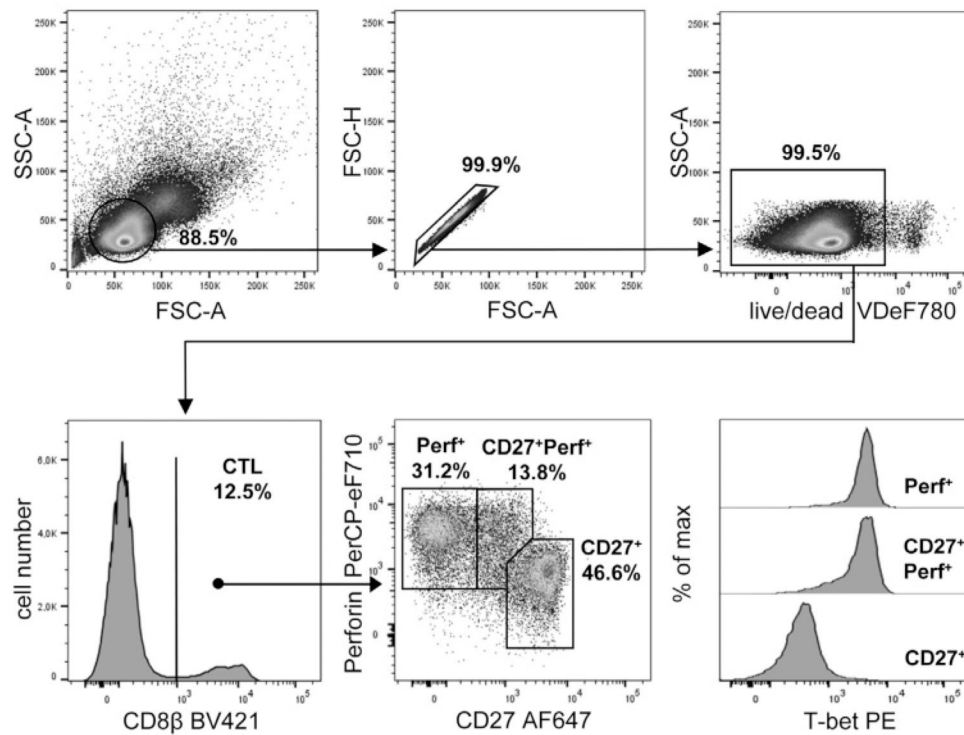 SSC-A
250K
200K
150K
100K
50K
0
88.5%
0 50K 100K 150K 200K 250K
FSC-A
FSC-H
250K
200K
150K
100K
50K
0
99.9%
0 50K 100K 150K 200K 250K
FSC-A
SSC-A
250K
200K
150K
100K
50K
0
99.5%
0 10³ 10⁴ 10⁵
live/dead VDeF780
cell number
6,0K
4,0K
2,0K
0
CTL
12.5%
0 10³ 10⁴ 10⁵
CD8β BV421
Perforin PerCP-eF710
10⁵
10⁴
10³
0
Perf⁺
31.2%
CD27⁺Perf⁺
13.8%
CD27⁺
46.6%
0 10³ 10⁴ 10⁵
CD27 AF647
% of max
Perf⁺
CD27⁺
Perf⁺
CD27⁺
0 10³ 10⁴ 10⁵
T-bet PE